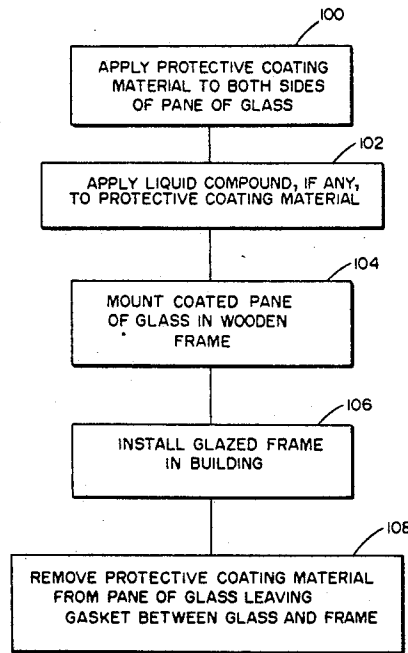 100
APPLY PROTECTIVE COATING
MATERIAL TO BOTH SIDES
OF PANE OF GLASS
102
APPLY LIQUID COMPOUND, IF ANY,
TO PROTECTIVE COATING MATERIAL
104
MOUNT COATED PANE
OF GLASS IN WOODEN
FRAME
106
INSTALL GLAZED FRAME
IN BUILDING
108
REMOVE PROTECTIVE COATING MATERIAL
FROM PANE OF GLASS LEAVING
GASKET BETWEEN GLASS AND FRAME